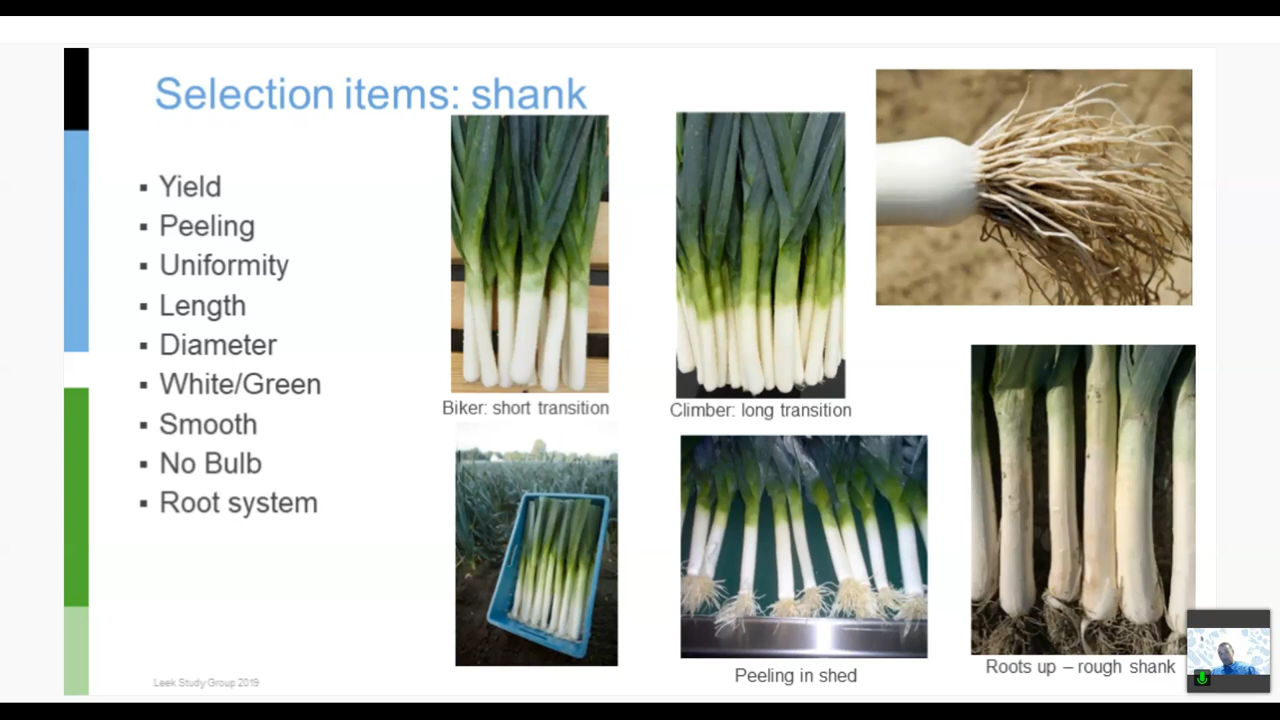 Selection items: shank
▪ Yield
▪ Peeling
▪ Uniformity
▪ Length
▪ Diameter
▪ White/Green
▪ Smooth
▪ No Bulb
▪ Root system
Biker: short transition
Climber: long transition
Peeling in shed
Roots up – rough shank
Leek Study Group 2019